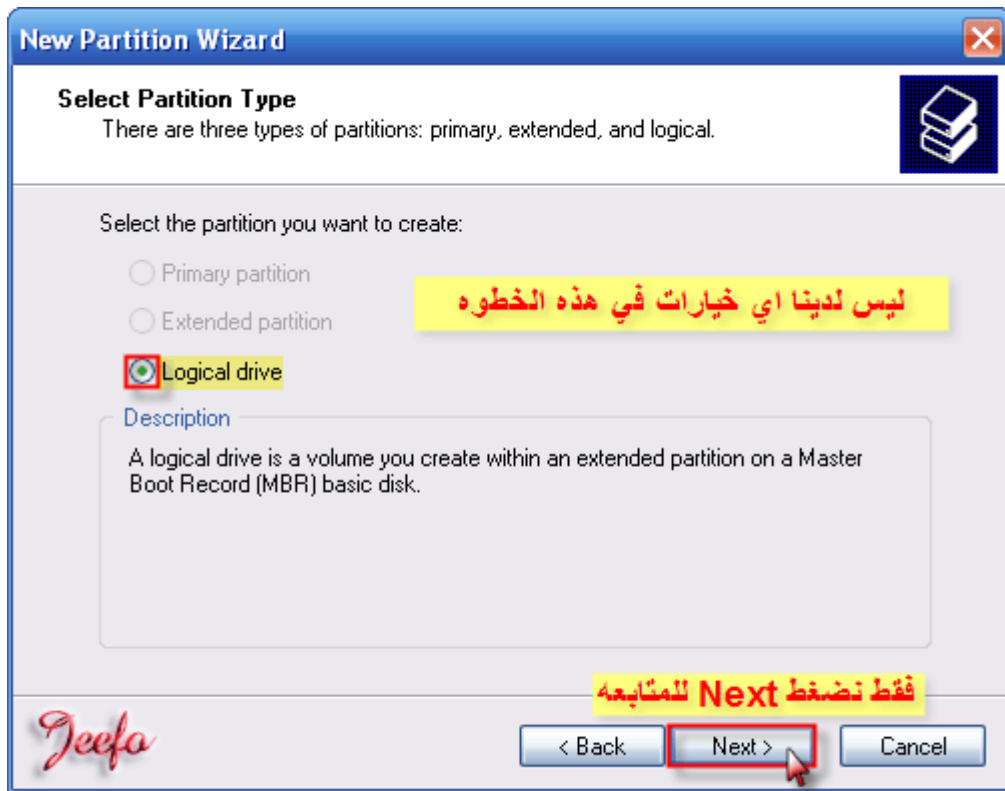 New Partition Wizard
Select Partition Type
There are three types of partitions: primary, extended, and logical.
Select the partition you want to create:
Primary partition
ليس لدينا اي خيارات في هذه الخطوه
Extended partition
Logical drive
Description
A logical drive is a volume you create within an extended partition on a Master
Boot Record (MBR) basic disk.
فقط نضغط Next للمتابعه
Jeefo
< Back
Next >
Cancel